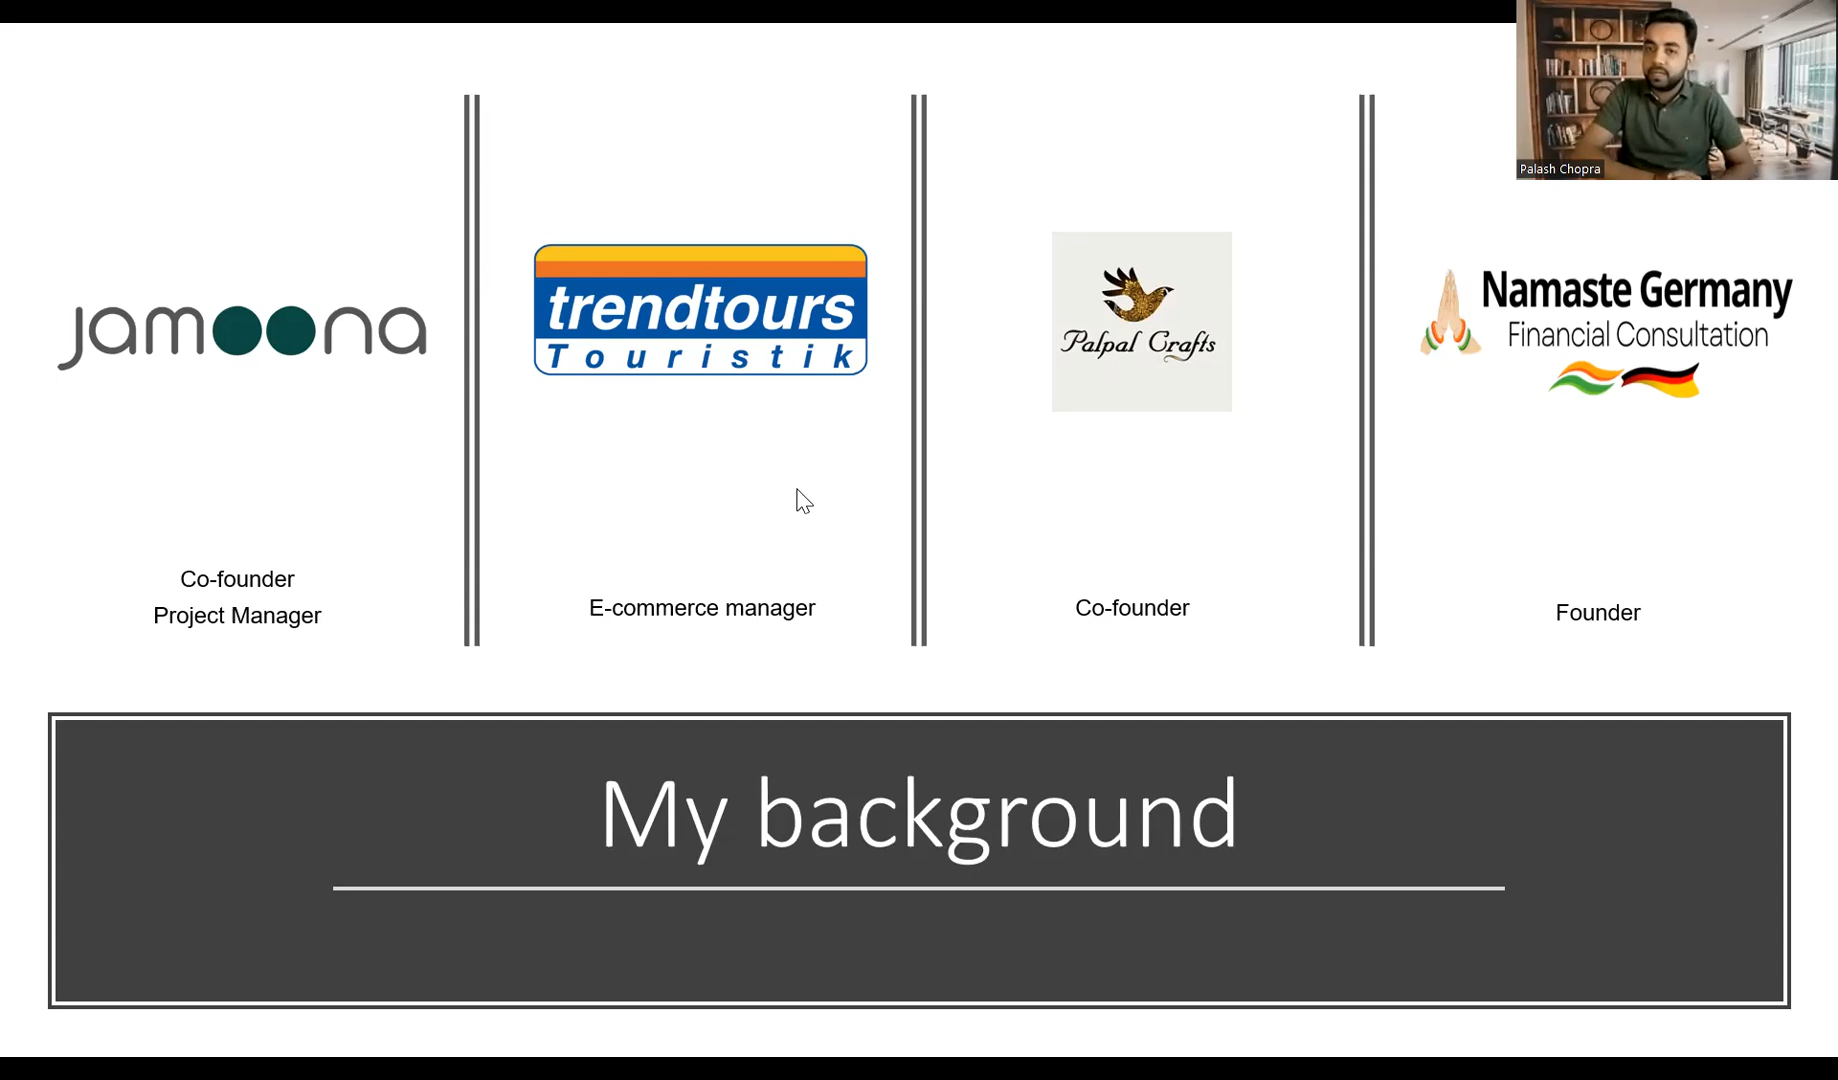 Palash Chopra
jamoona
trendtours
Touristik
Palpal Crafts
Namaste Germany
Financial Consultation
Co-founder
Project Manager
E-commerce manager
Co-founder
Founder
My background